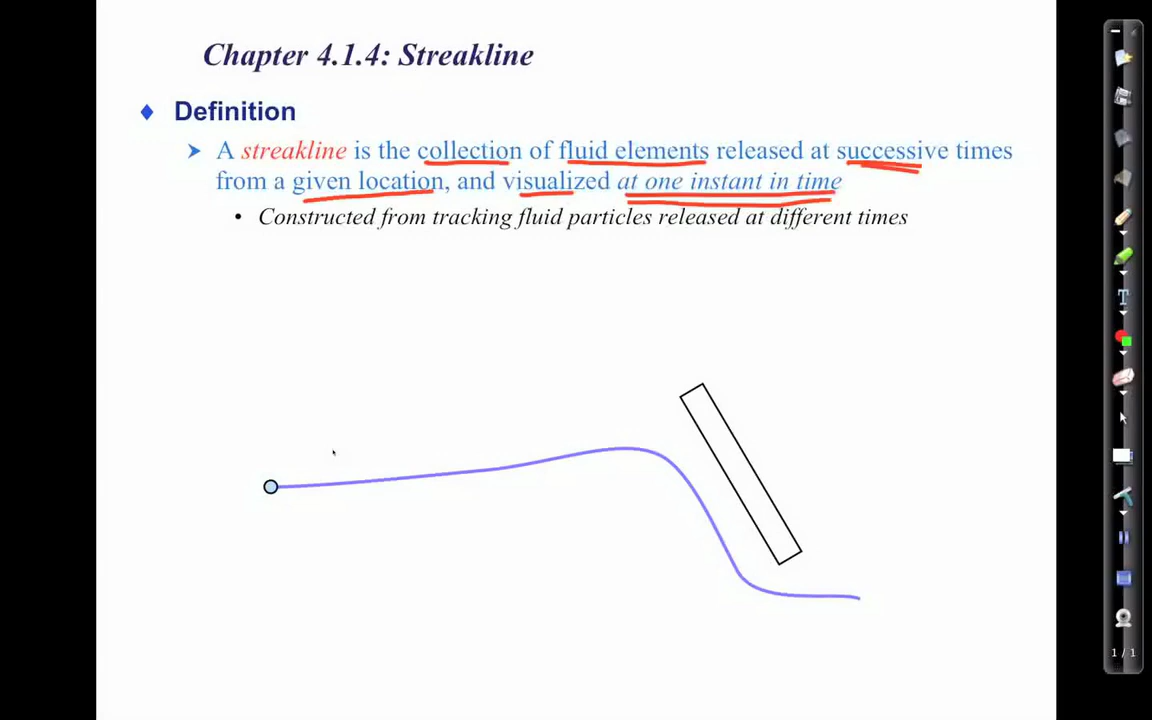 Chapter 4.1.4: Streakline
Definition
A streakline is the collection of fluid elements released at successive times
from a given location, and visualized at one instant in time
Constructed from tracking fluid particles released at different times
T
1 / 1